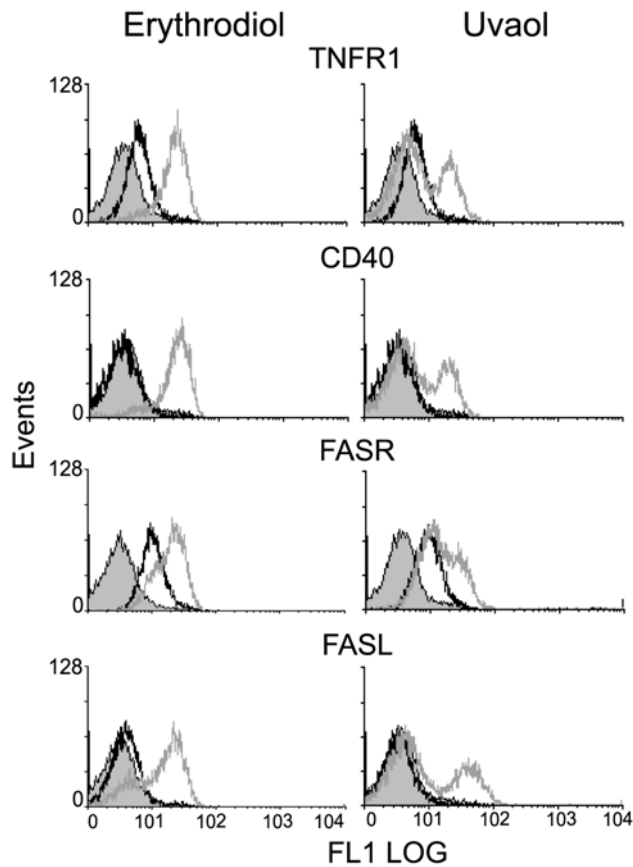 Erythrodiol Uvaol
TNFR1
128
0
CD40
128
0
FASR
128
0
FASL
128
0
0 101 102 103 104 0 101 102 103 104
Events
FL1 LOG